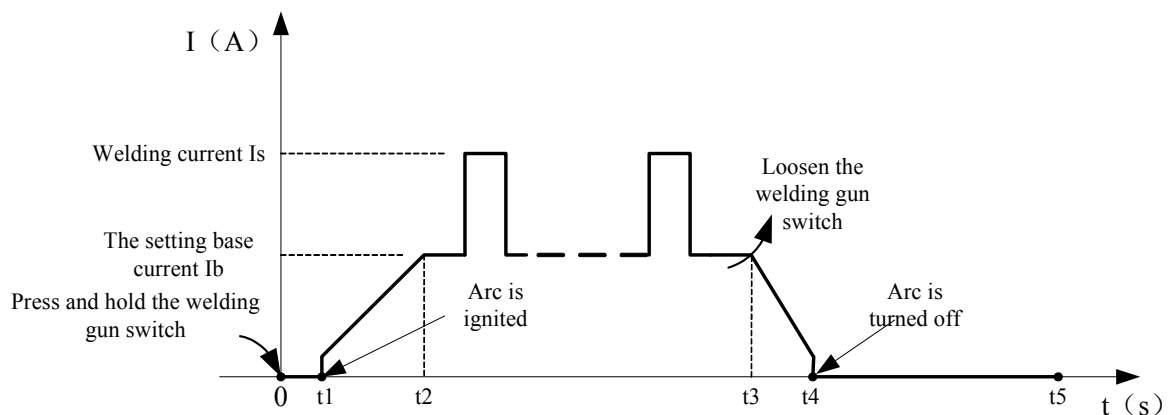 I（A）
Welding current Is
Loosen the
welding gun
switch
The setting base
current Ib
Press and hold the welding
gun switch
Arc is
ignited
Arc is
turned off
0
t1
t2
t3
t4
t5
t（s）